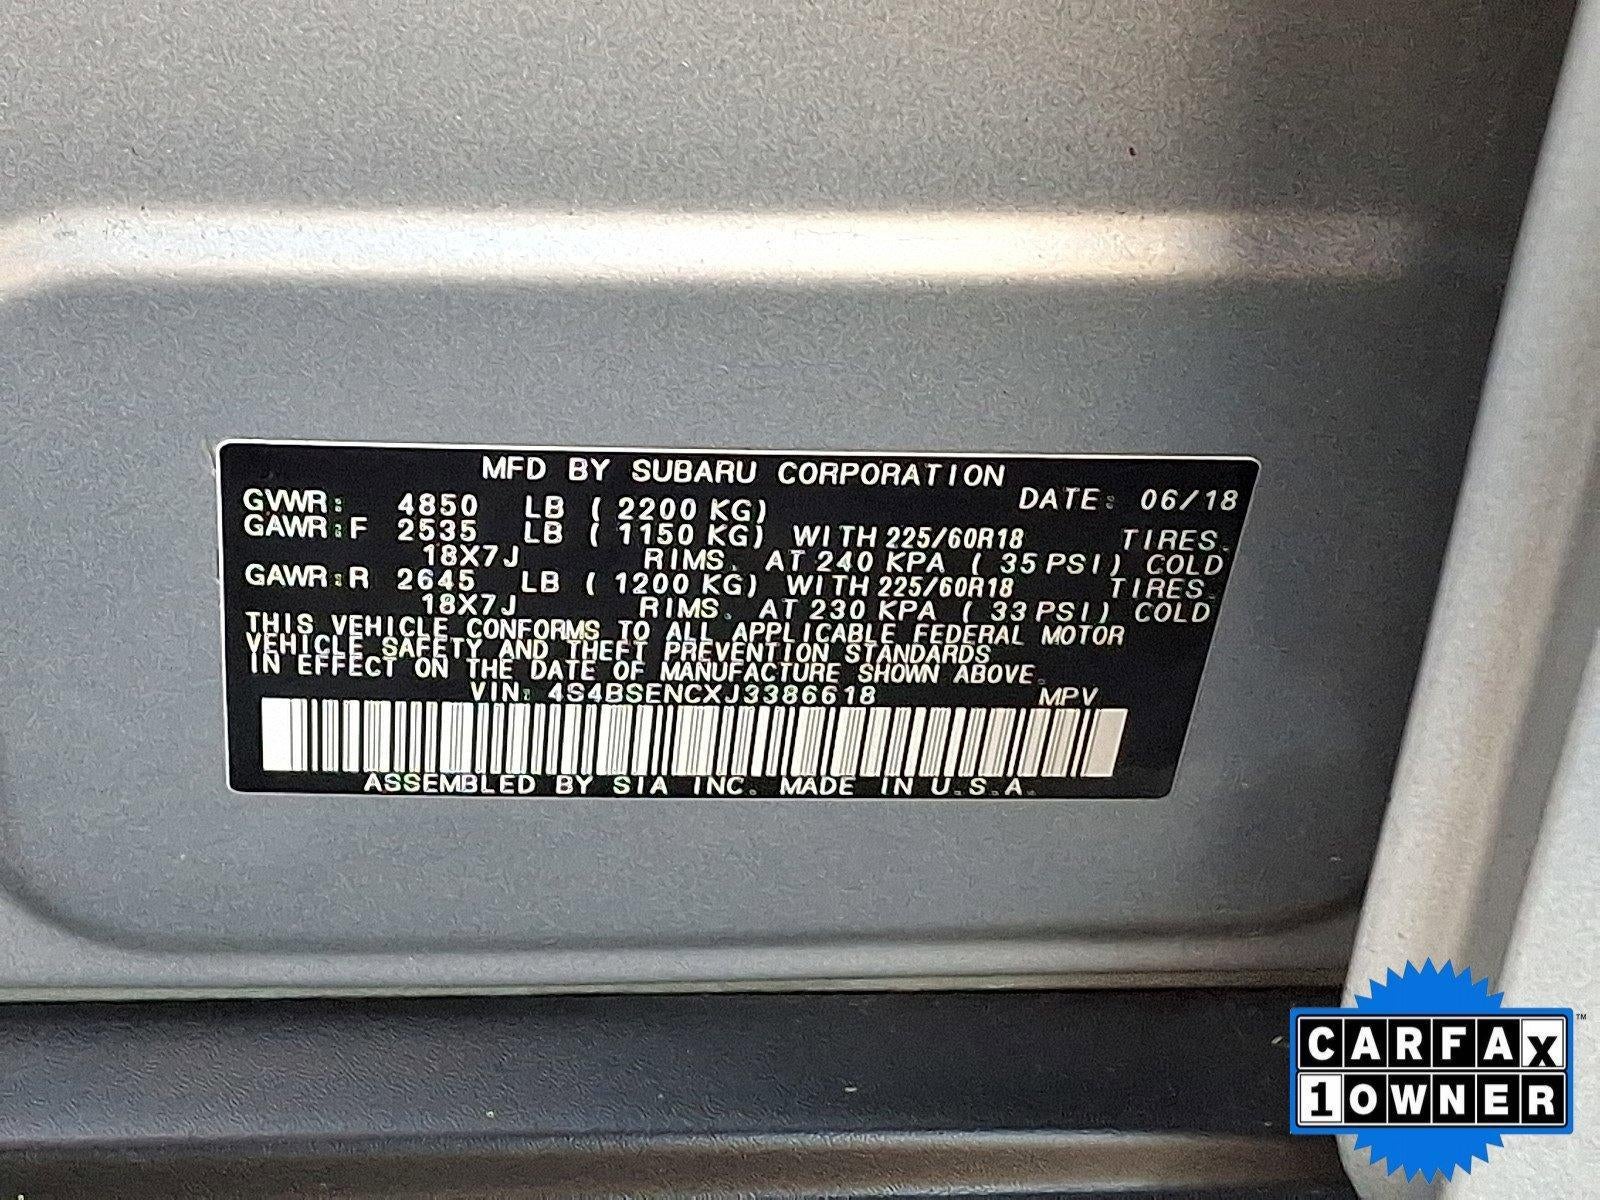 MFD BY SUBARU CORPORATION
GVWR: 4850 LB ( 2200 KG) DATE: 06/18
GAWR:F 2535 LB ( 1150 KG) WITH 225/60R18 TIRES.
18X7J RIMS. AT 240 KPA ( 35 PSI) COLD
GAWR:R 2645 LB ( 1200 KG) WITH 225/60R18 TIRES.
18X7J RIMS. AT 230 KPA ( 33 PSI) COLD
THIS VEHICLE CONFORMS TO ALL APPLICABLE FEDERAL MOTOR
VEHICLE SAFETY AND THEFT PREVENTION STANDARDS
IN EFFECT ON THE DATE OF MANUFACTURE SHOWN ABOVE.
VIN: 4S4BSENCXJ3386618 MPV
ASSEMBLED BY SIA INC. MADE IN U.S.A.
CARFAX ™
1 OWNER